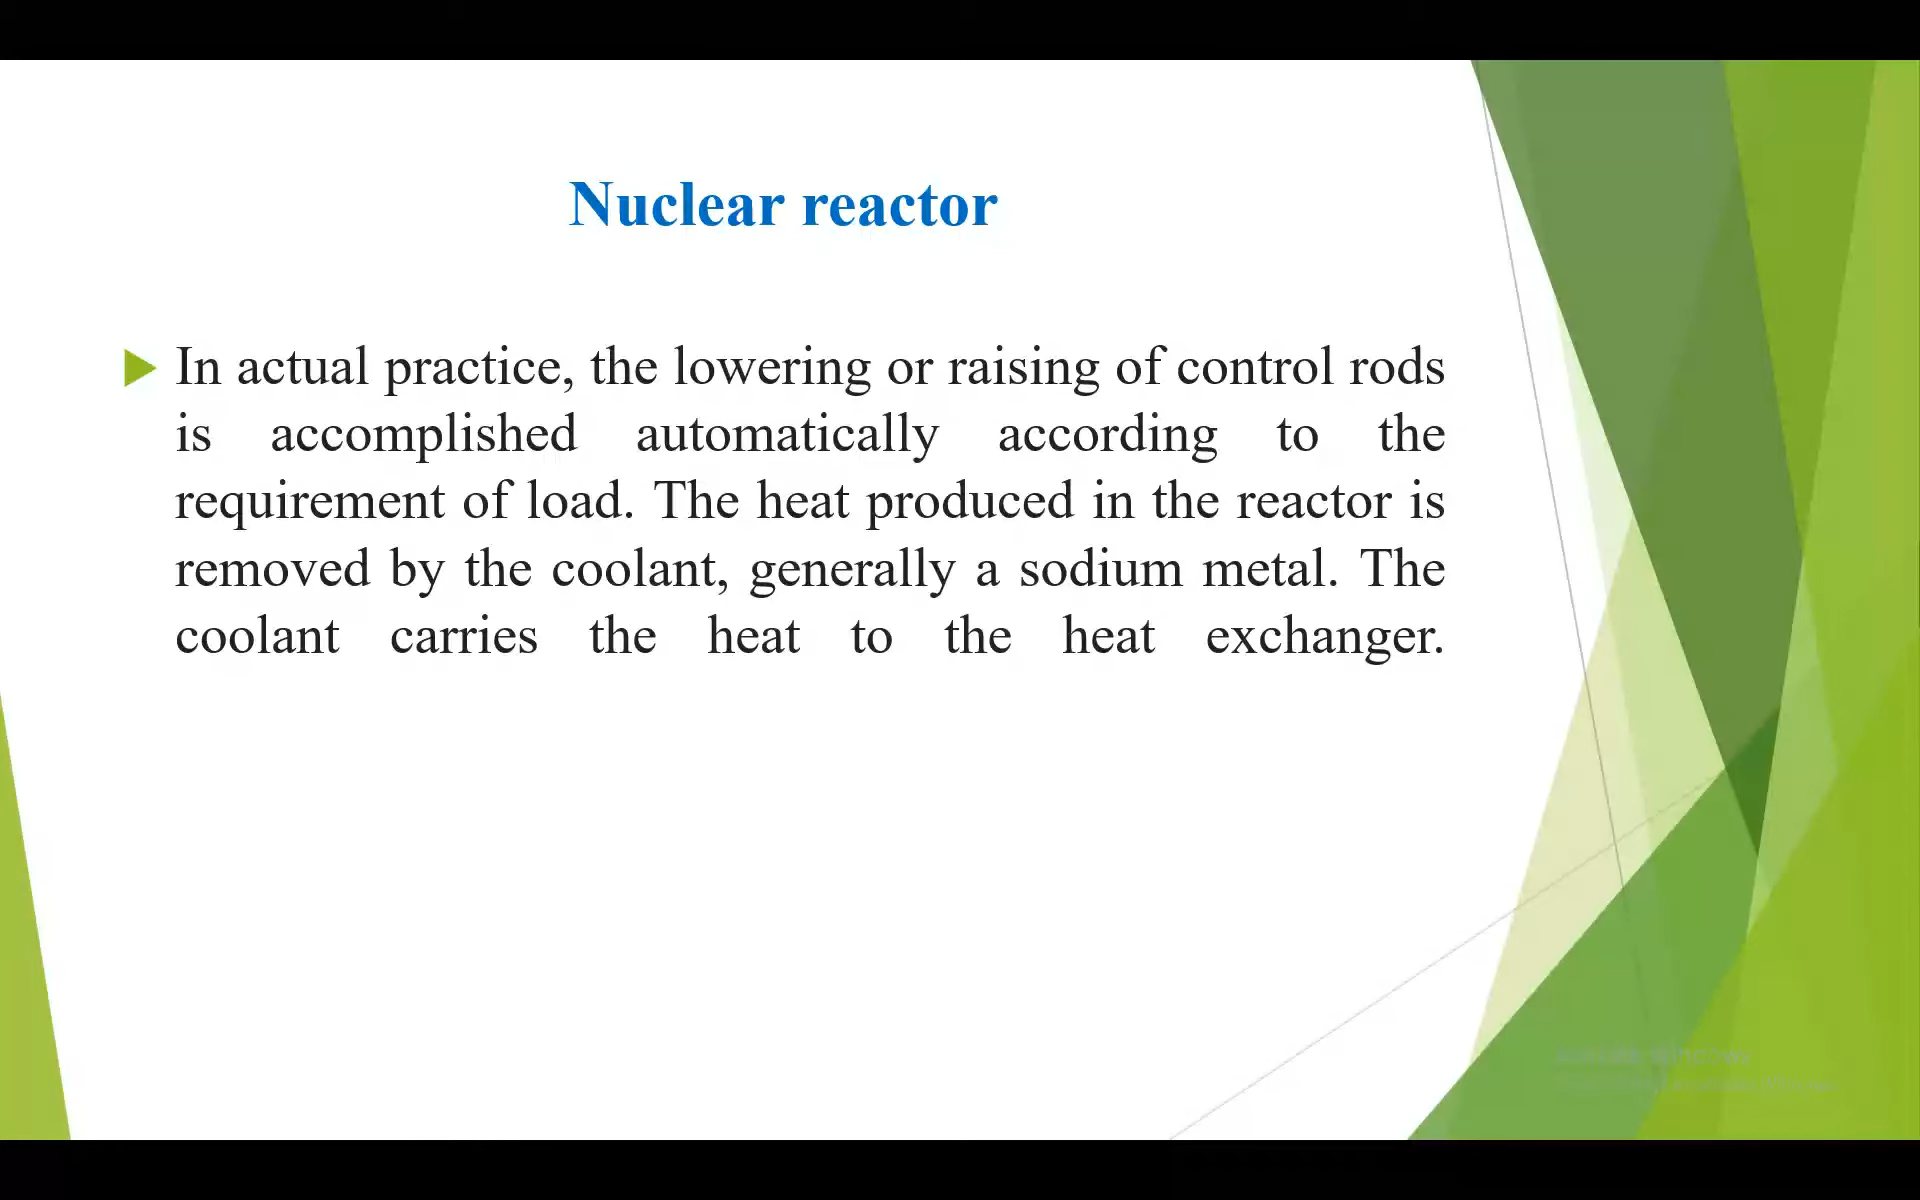 Nuclear reactor
In actual practice, the lowering or raising of control rods
is accomplished automatically according to the
requirement of load. The heat produced in the reactor is
removed by the coolant, generally a sodium metal. The
coolant carries the heat to the heat exchanger.